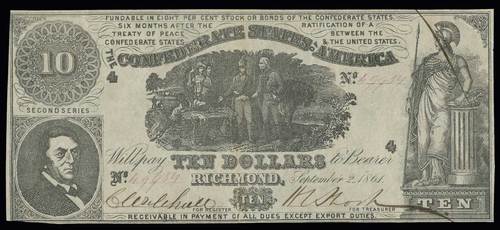 FUNDABLE IN EIGHT PER CENT STOCK OR BONDS OF THE CONFEDERATE STATES.
SIX MONTHS AFTER THE RATIFICATION OF A
TREATY OF PEACE BETWEEN THE
CONFEDERATE STATES & THE UNITED STATES.
THE CONFEDERATE STATES OF AMERICA
10
4
No.
SECOND SERIES
4
Will pay TEN DOLLARS to Bearer
No.
RICHMOND, September 2, 1861.
TEN
TEN
FOR REGISTER FOR TREASURER
RECEIVABLE IN PAYMENT OF ALL DUES EXCEPT EXPORT DUTIES.